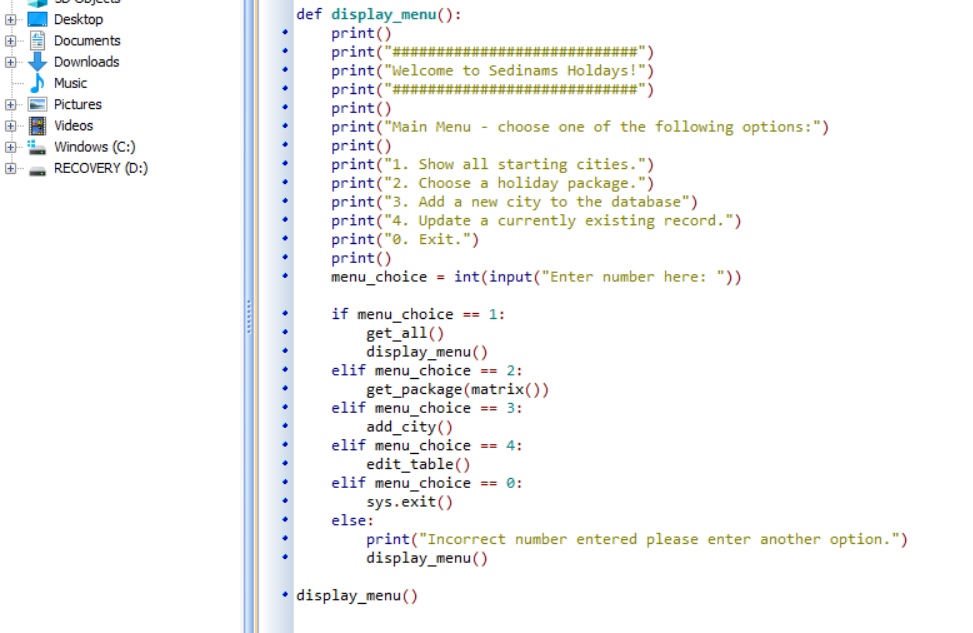 3D Objects
Desktop
Documents
Downloads
Music
Pictures
Videos
Windows (C:)
RECOVERY (D:)
def display_menu():
    print()
    print("############################")
    print("Welcome to Sedinams Holdays!")
    print("############################")
    print()
    print("Main Menu - choose one of the following options:")
    print()
    print("1. Show all starting cities.")
    print("2. Choose a holiday package.")
    print("3. Add a new city to the database")
    print("4. Update a currently existing record.")
    print("0. Exit.")
    print()
    menu_choice = int(input("Enter number here: "))
    if menu_choice == 1:
        get_all()
        display_menu()
    elif menu_choice == 2:
        get_package(matrix())
    elif menu_choice == 3:
        add_city()
    elif menu_choice == 4:
        edit_table()
    elif menu_choice == 0:
        sys.exit()
    else:
        print("Incorrect number entered please enter another option.")
        display_menu()
display_menu()